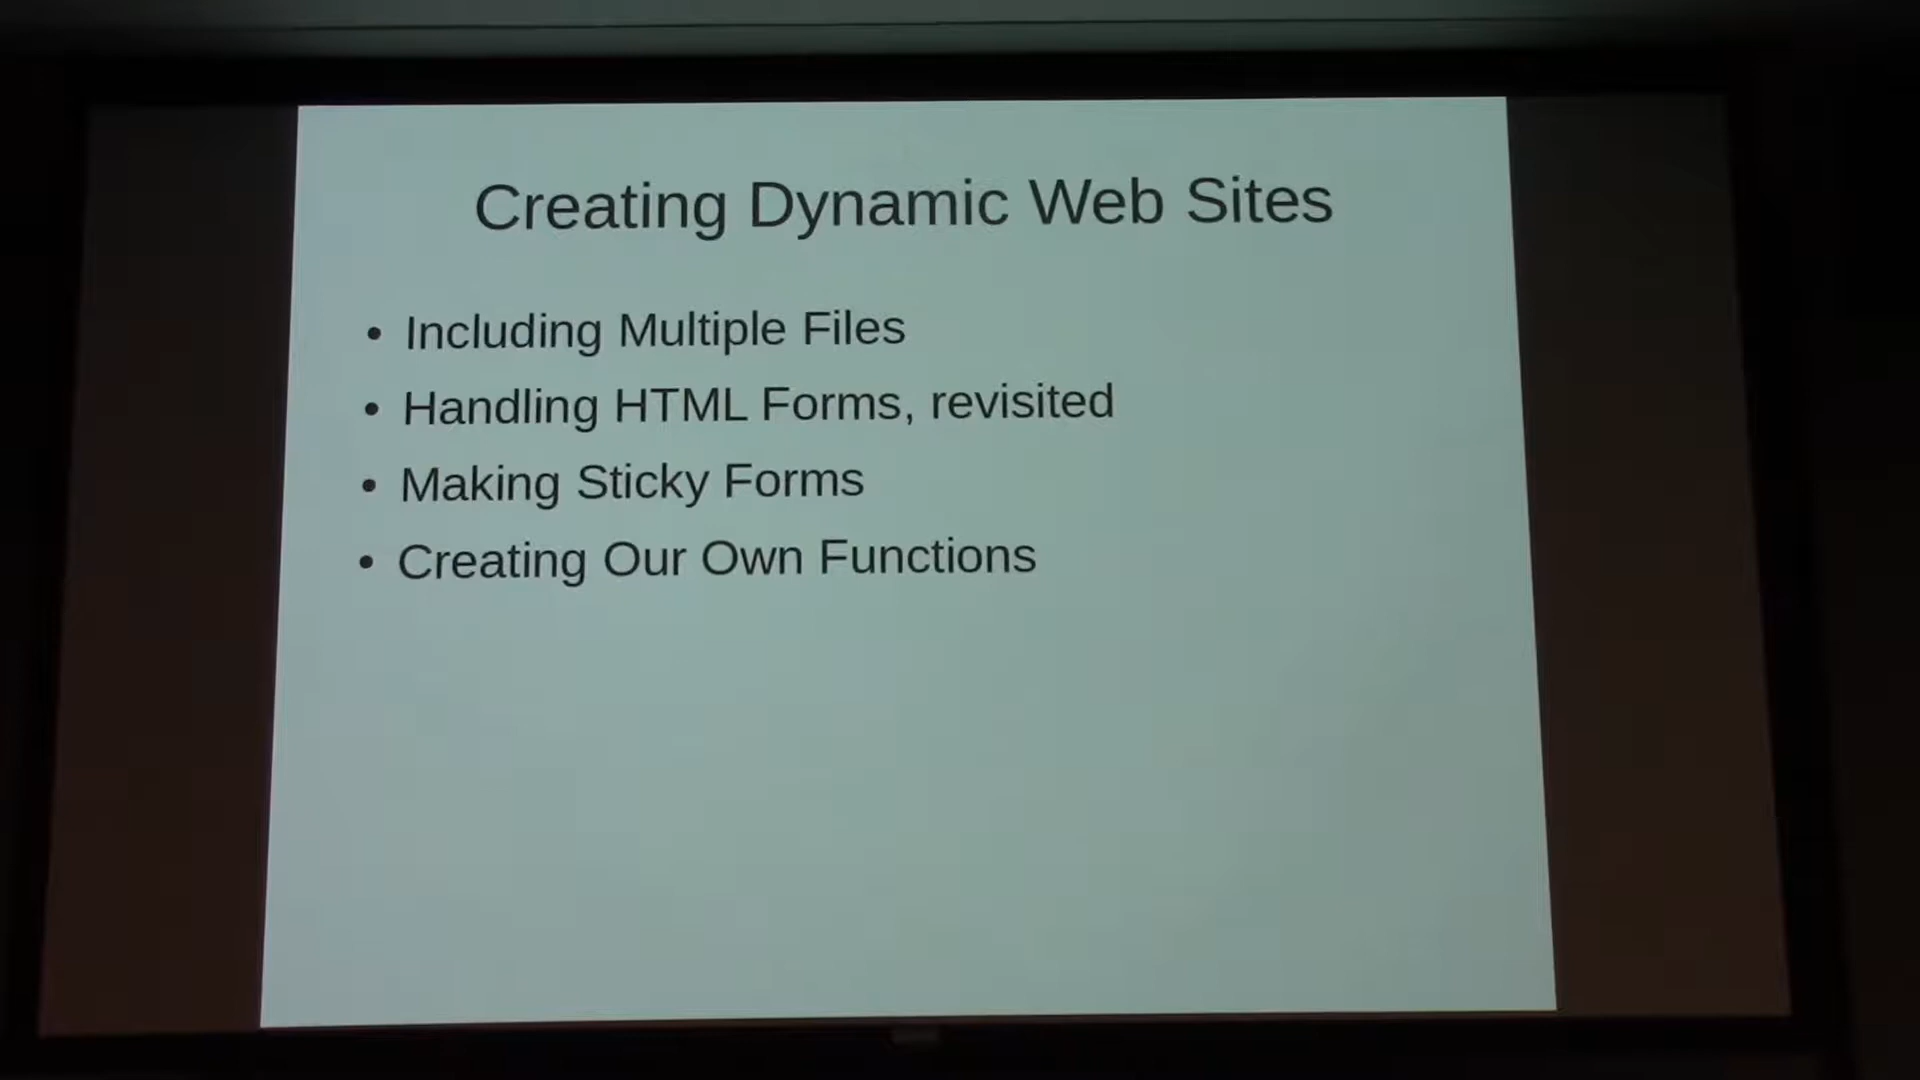 Creating Dynamic Web Sites
• Including Multiple Files
• Handling HTML Forms, revisited
• Making Sticky Forms
• Creating Our Own Functions